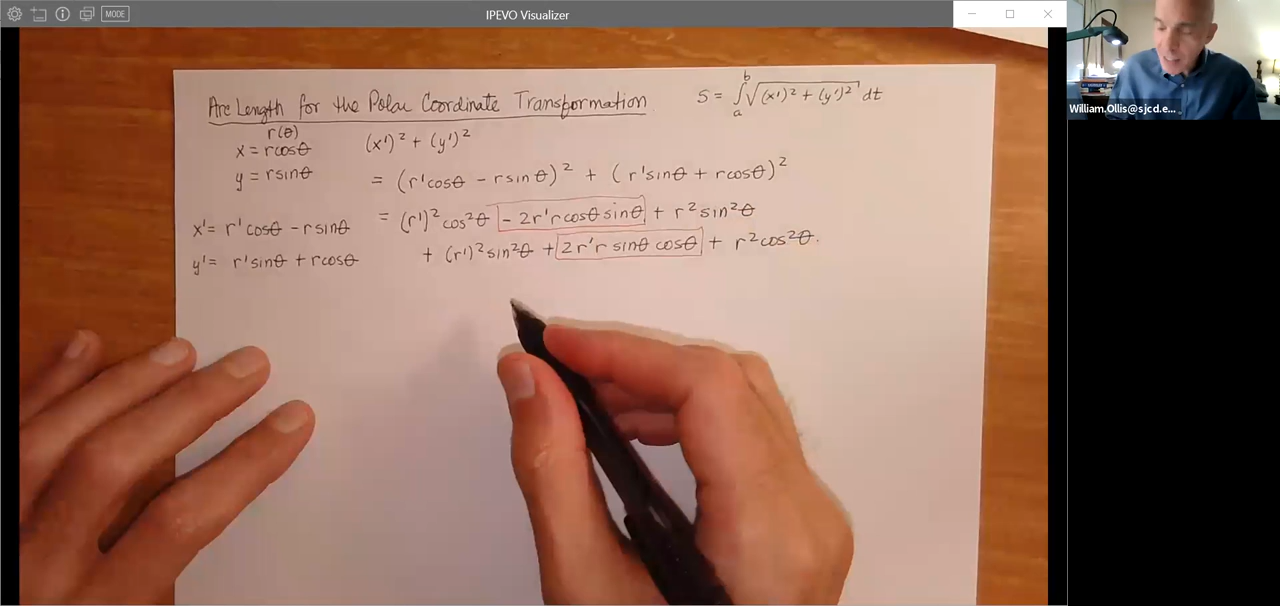 IPEVO Visualizer
MODE
William.Ollis@sjcd.e...
Arc Length for the Polar Coordinate Transformation
S = ∫_a^b √((x')² + (y')²) dt
r(θ)
x = rcosθ
y = rsinθ
x' = r'cosθ - rsinθ
y' = r'sinθ + rcosθ
(x')² + (y')²
= (r'cosθ - rsinθ)² + (r'sinθ + rcosθ)²
= (r')²cos²θ - 2r'rcosθsinθ + r²sin²θ
+ (r')²sin²θ + 2r'rsinθcosθ + r²cos²θ.